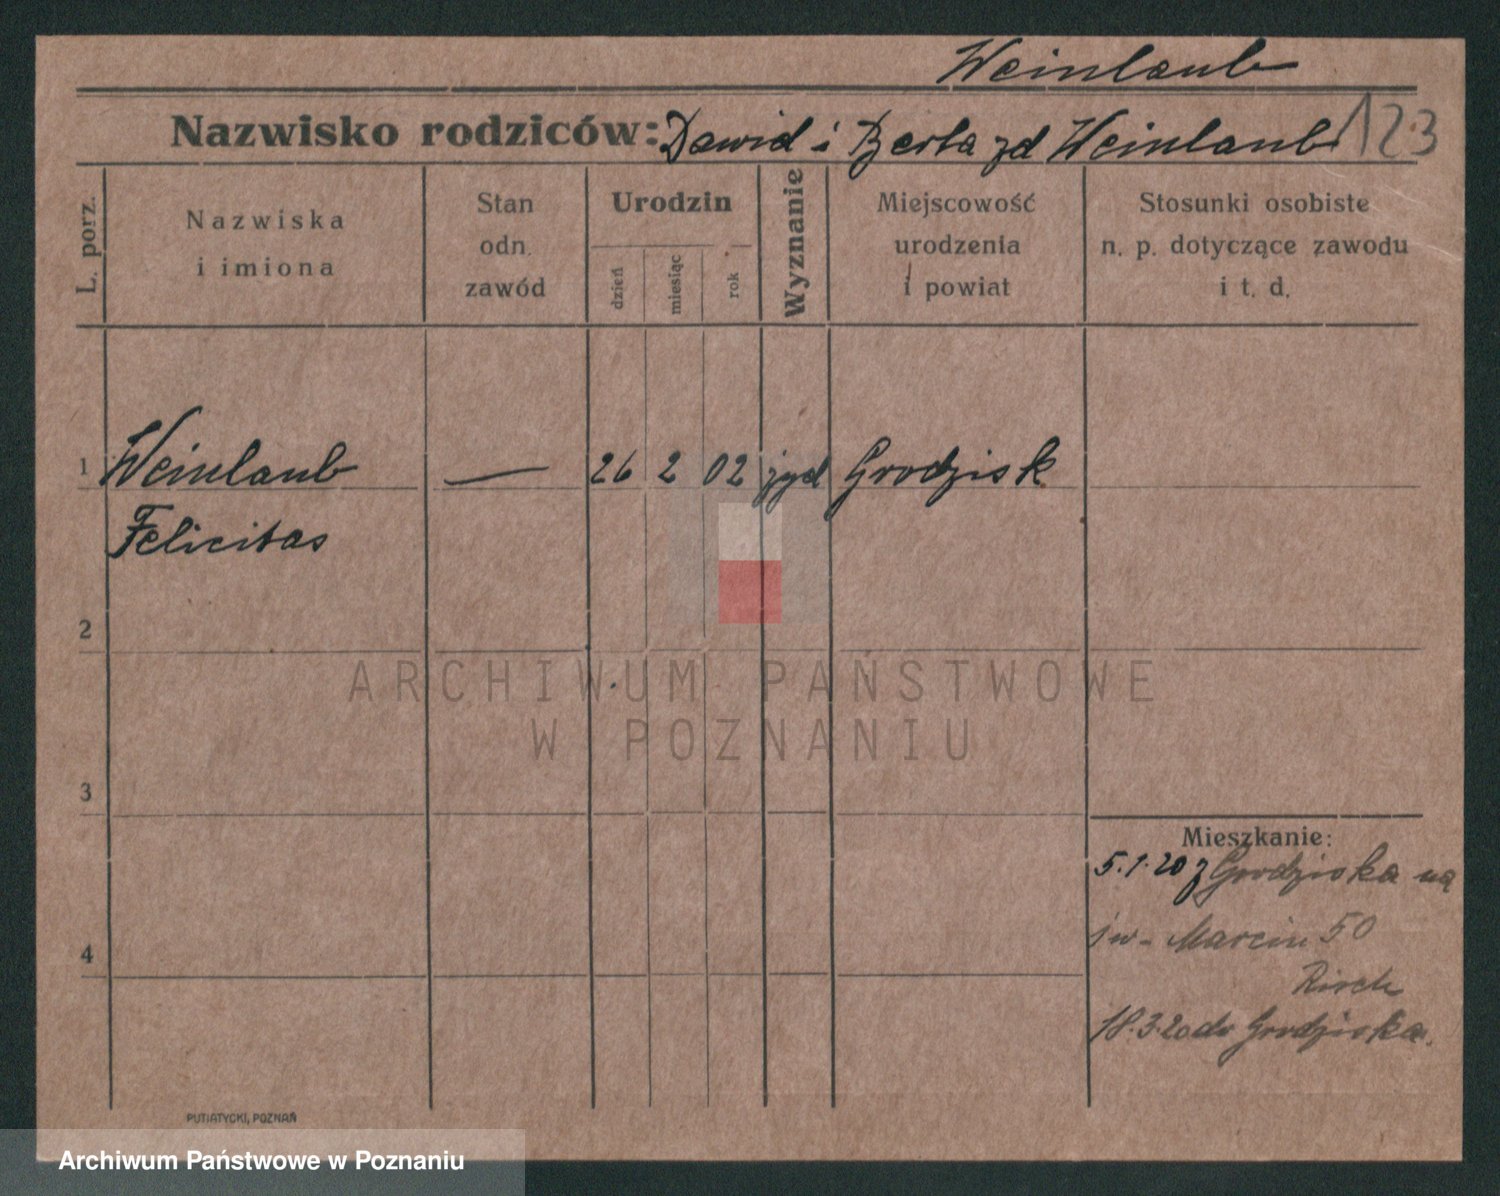 Weinlaub
Nazwisko rodziców: Dawid i Berta zd Weinlaub 123
L. porz.
Nazwiska
i imiona
Stan
odn.
zawód
Urodzin
dzień
miesiąc
rok
Wyznanie
Miejscowość
urodzenia
i powiat
Stosunki osobiste
n. p. dotyczące zawodu
i t. d.
1 Weinlaub — 26 2 02 żyd Grodzisk
Felicitas
2
3
4
Mieszkanie:
5.1.20 z Grodziska na
św. Marcin 50
Risch
18.3.20 do Grodziska.
PUTIATYCKI, POZNAŃ
ARCHIWUM PAŃSTWOWE
W POZNANIU
Archiwum Państwowe w Poznaniu